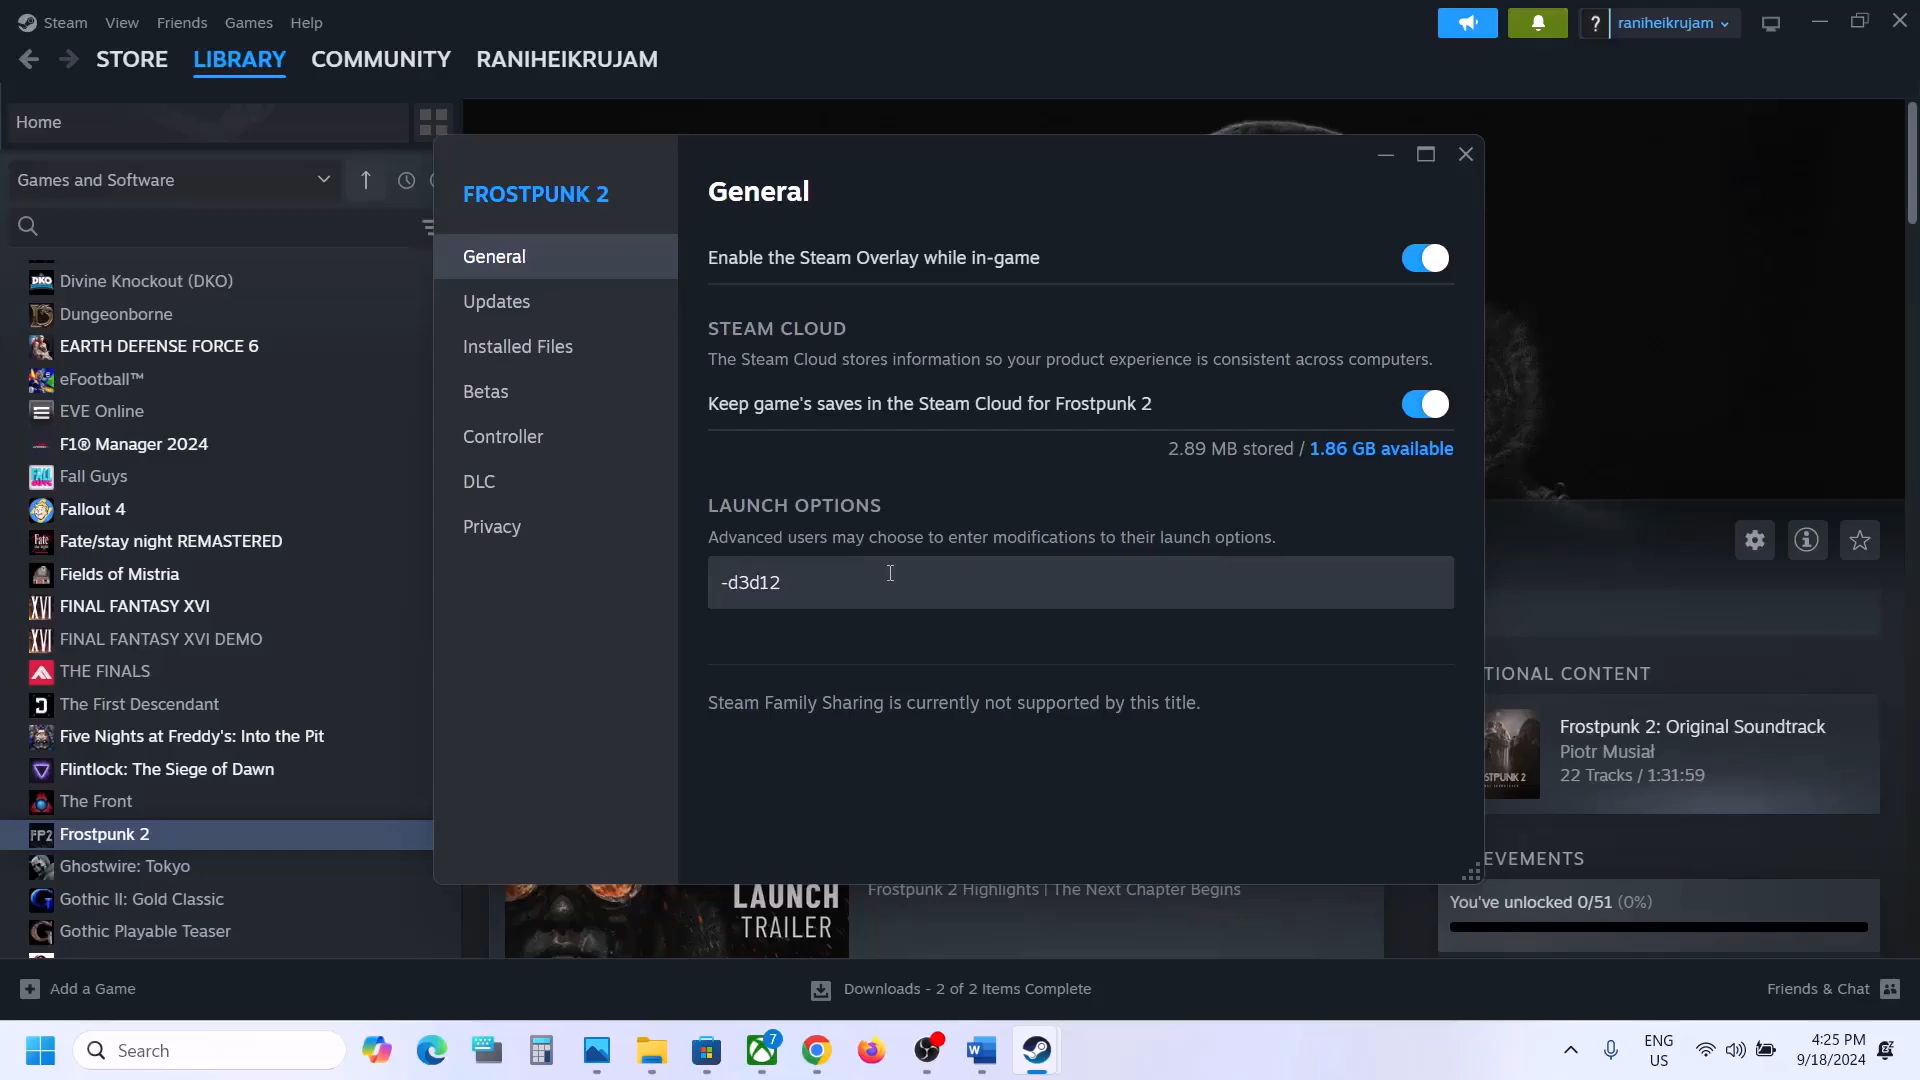 Steam View Friends Games Help
? raniheikrujam
STORE LIBRARY COMMUNITY RANIHEIKRUJAM
Home
Games and Software
Divine Knockout (DKO)
Dungeonborne
EARTH DEFENSE FORCE 6
eFootball™
EVE Online
F1® Manager 2024
Fall Guys
Fallout 4
Fate/stay night REMASTERED
Fields of Mistria
FINAL FANTASY XVI
FINAL FANTASY XVI DEMO
THE FINALS
The First Descendant
Five Nights at Freddy's: Into the Pit
Flintlock: The Siege of Dawn
The Front
FP2 Frostpunk 2
Ghostwire: Tokyo
Gothic II: Gold Classic
Gothic Playable Teaser
FROSTPUNK 2
General
Updates
Installed Files
Betas
Controller
DLC
Privacy
General
Enable the Steam Overlay while in-game
STEAM CLOUD
The Steam Cloud stores information so your product experience is consistent across computers.
Keep game's saves in the Steam Cloud for Frostpunk 2
2.89 MB stored / 1.86 GB available
LAUNCH OPTIONS
Advanced users may choose to enter modifications to their launch options.
-d3d12
Steam Family Sharing is currently not supported by this title.
TIONAL CONTENT
Frostpunk 2: Original Soundtrack
Piotr Musiał
22 Tracks / 1:31:59
EVEMENTS
You've unlocked 0/51 (0%)
LAUNCH
TRAILER
Frostpunk 2 Highlights | The Next Chapter Begins
Add a Game
Downloads - 2 of 2 Items Complete
Friends & Chat
Search
7
ENG
US
4:25 PM
9/18/2024